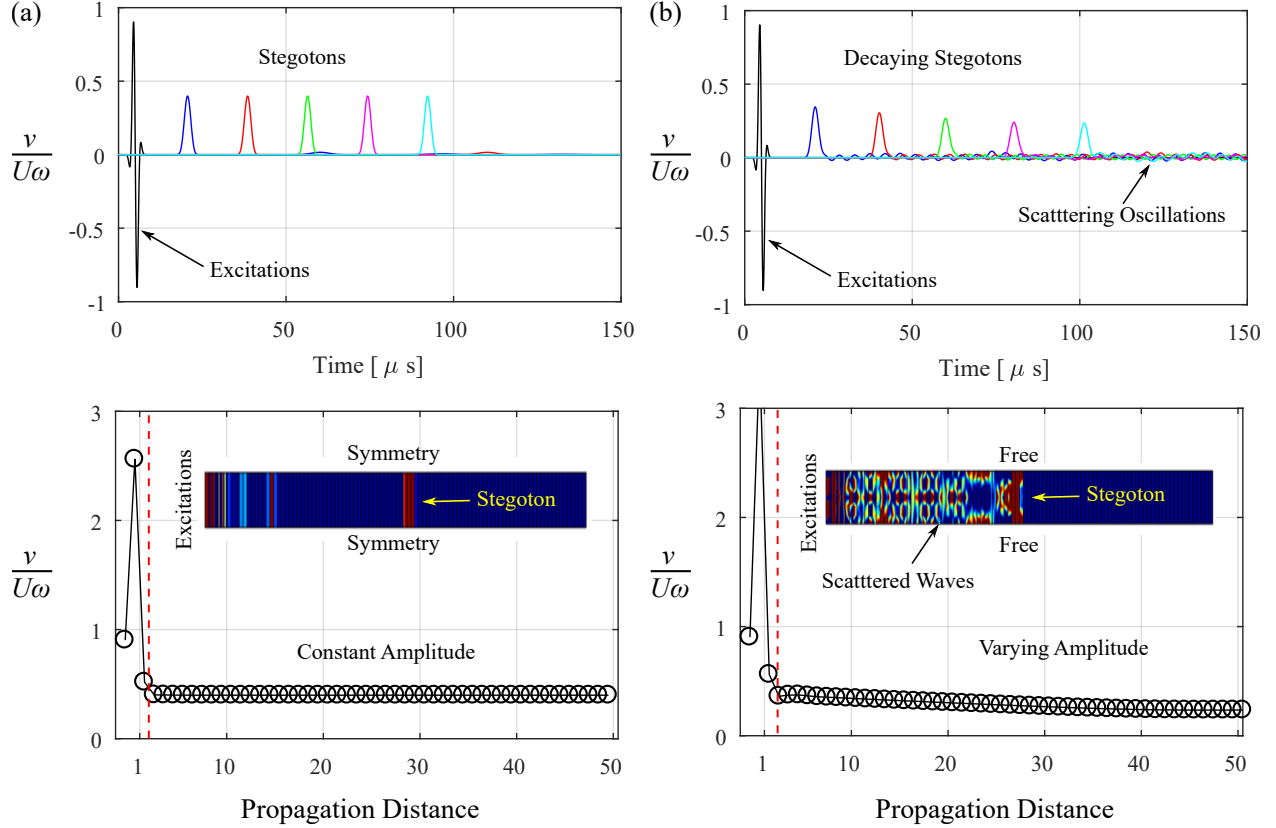 (a)
1
0.5
0
-0.5
-1
v
Uω
Stegotons
Excitations
0
50
100
150
Time [ μ s]
(b)
1
0.5
0
-0.5
-1
v
Uω
Decaying Stegotons
Scatttering Oscillations
Excitations
0
50
100
150
Time [ μ s]
3
2
1
0
v
Uω
Excitations
Symmetry
Stegoton
Symmetry
Constant Amplitude
1
10
20
30
40
50
Propagation Distance
3
2
1
0
v
Uω
Excitations
Free
Stegoton
Free
Scatttered Waves
Varying Amplitude
1
10
20
30
40
50
Propagation Distance